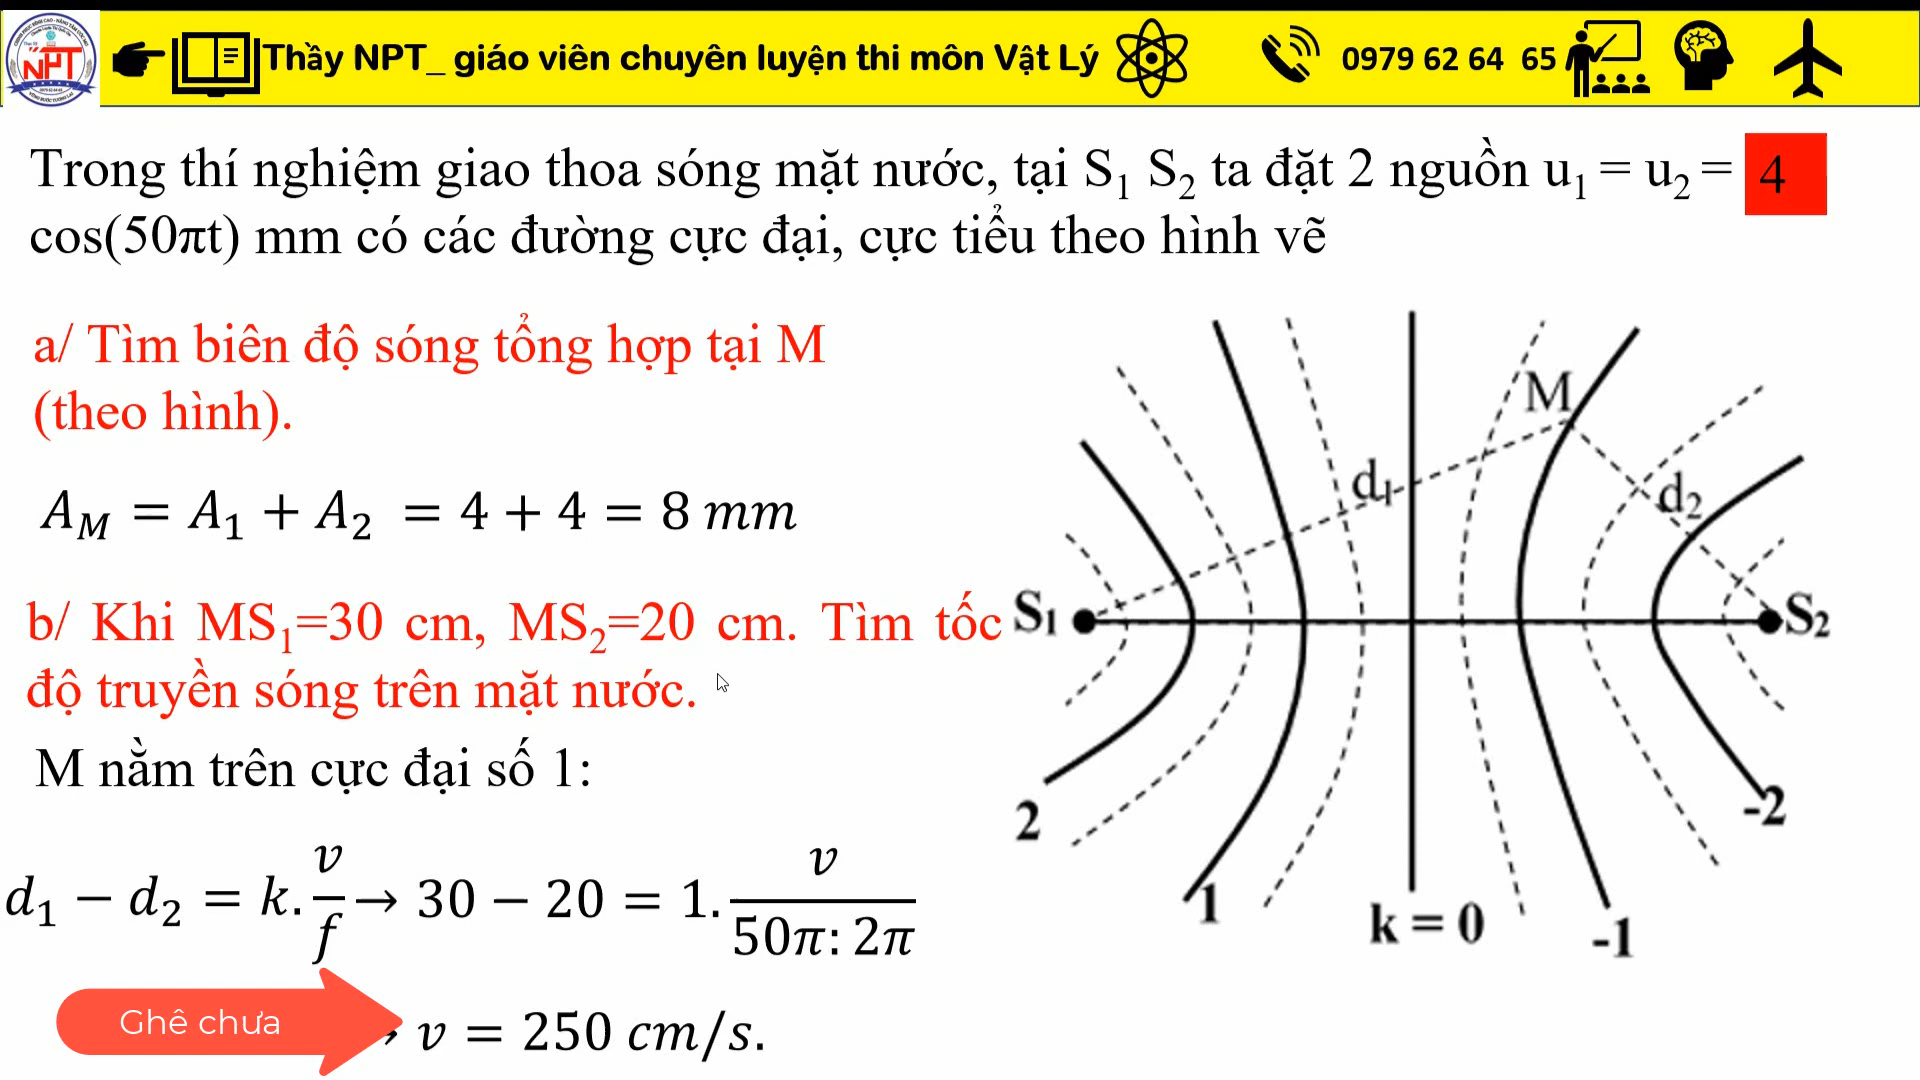 NPT
Thầy NPT_ giáo viên chuyên luyện thi môn Vật Lý
0979 62 64 65
Trong thí nghiệm giao thoa sóng mặt nước, tại S₁ S₂ ta đặt 2 nguồn u₁ = u₂ = 4
cos(50πt) mm có các đường cực đại, cực tiểu theo hình vẽ
a/ Tìm biên độ sóng tổng hợp tại M
(theo hình).
A_M = A₁ + A₂ = 4 + 4 = 8 mm
b/ Khi MS₁=30 cm, MS₂=20 cm. Tìm tốc
độ truyền sóng trên mặt nước.
M nằm trên cực đại số 1:
d₁ − d₂ = k. v/f → 30 − 20 = 1. v/(50π: 2π)
Ghê chưa
v = 250 cm/s.
M
d₁
d₂
S₁
S₂
2
-2
1
k = 0
-1